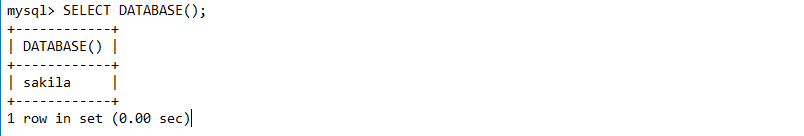 mysql> SELECT DATABASE();
+------------+
| DATABASE() |
+------------+
| sakila     |
+------------+
1 row in set (0.00 sec)